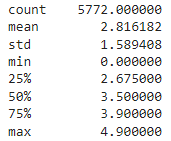 count 5772.000000
mean 2.816182
std 1.589408
min 0.000000
25% 2.675000
50% 3.500000
75% 3.900000
max 4.900000